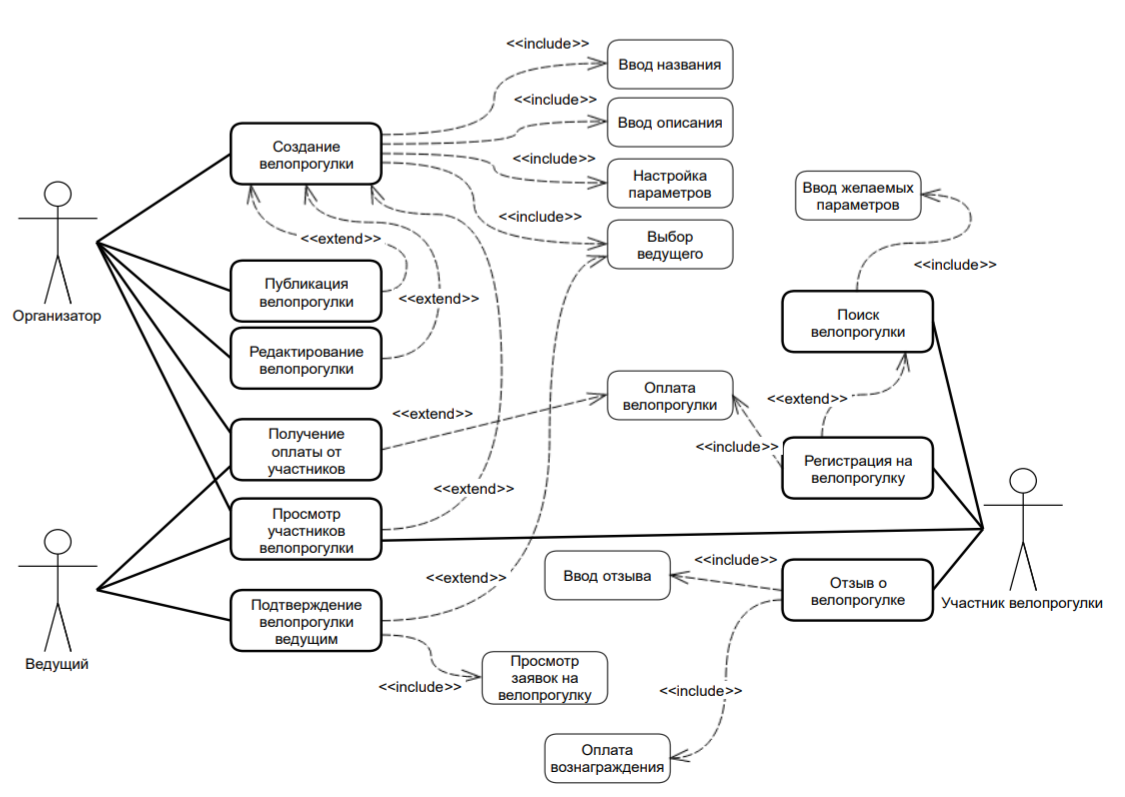 <<include>>
Ввод названия
<<include>>
Ввод описания
<<include>>
Настройка
параметров
<<include>>
Выбор
ведущего
Создание
велопрогулки
<<extend>>
Публикация
велопрогулки
<<extend>>
Редактирование
велопрогулки
Организатор
Ввод желаемых
параметров
<<include>>
Поиск
велопрогулки
<<extend>>
Оплата
велопрогулки
<<include>>
Регистрация на
велопрогулку
<<extend>>
Получение
оплаты от
участников
<<extend>>
Просмотр
участников
велопрогулки
<<extend>>
Подтверждение
велопрогулки
ведущим
Ведущий
<<include>>
Просмотр
заявок на
велопрогулку
<<include>>
Ввод отзыва
Отзыв о
велопрогулке
Участник велопрогулки
<<include>>
Оплата
вознаграждения